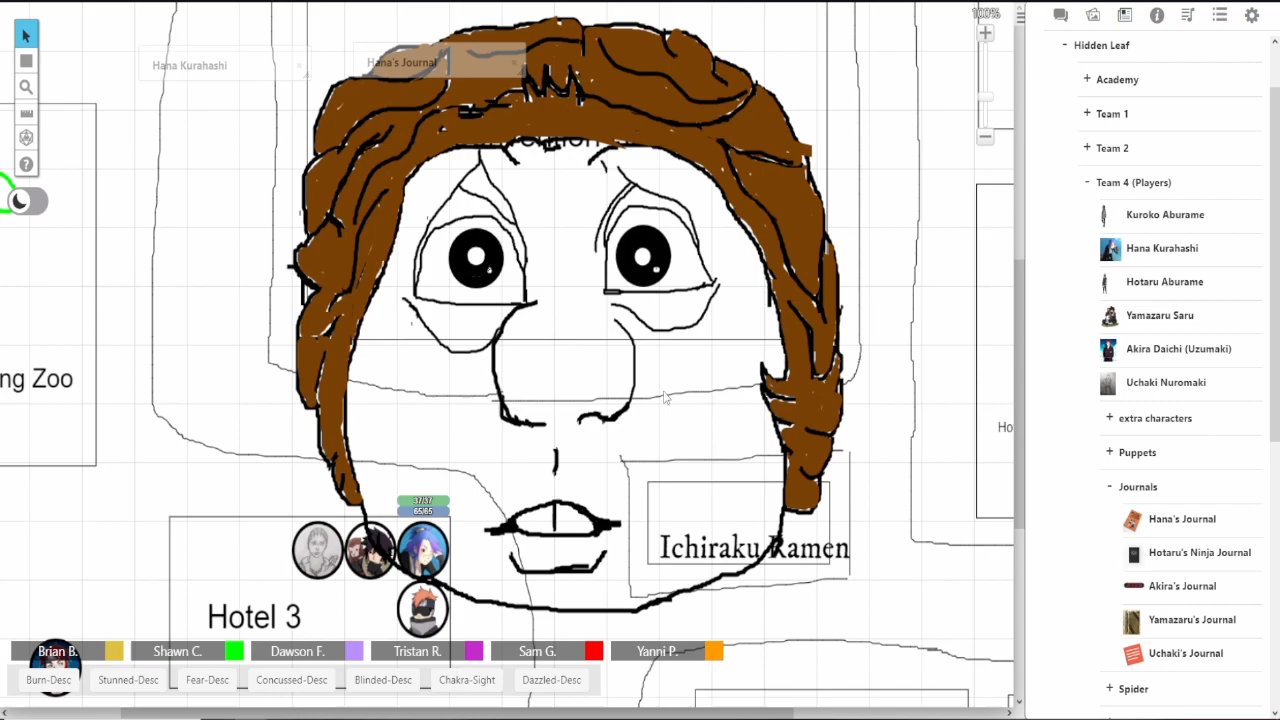 100%
Hana Kurahashi
Hana's Journal
ng Zoo
Ho
Ichiraku Ramen
37/37
65/65
Hotel 3
Brian B.
Shawn C.
Dawson F.
Tristan R.
Sam G.
Yanni P.
Burn-Desc
Stunned-Desc
Fear-Desc
Concussed-Desc
Blinded-Desc
Chakra-Sight
Dazzled-Desc
Hidden Leaf
Academy
Team 1
Team 2
Team 4 (Players)
Kuroko Aburame
Hana Kurahashi
Hotaru Aburame
Yamazaru Saru
Akira Daichi (Uzumaki)
Uchaki Nuromaki
extra characters
Puppets
Journals
Hana's Journal
Hotaru's Ninja Journal
Akira's Journal
Yamazaru's Journal
Uchaki's Journal
Spider